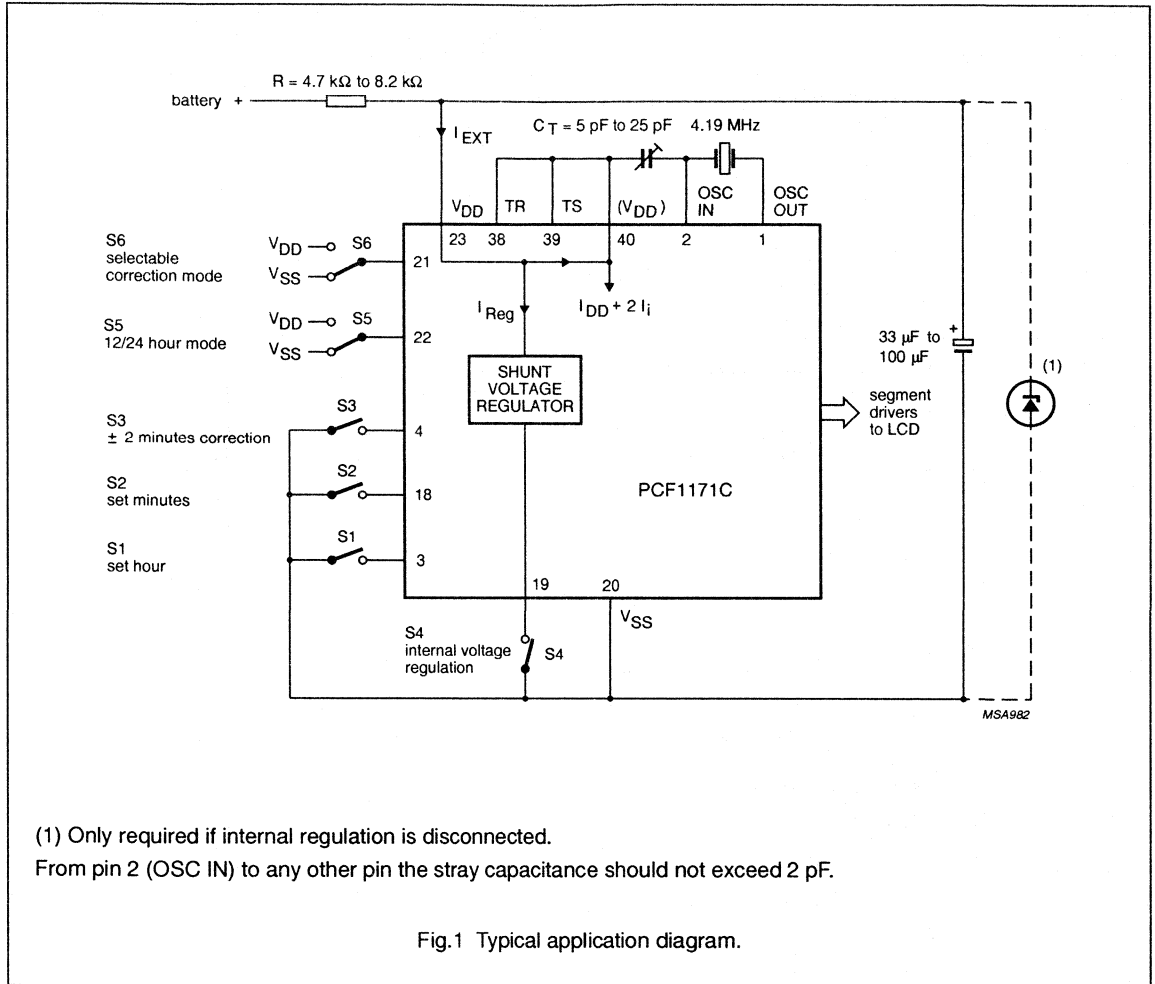 R = 4.7 kΩ to 8.2 kΩ
battery +
I EXT
C T = 5 pF to 25 pF
4.19 MHz
V DD
TR
TS
(V DD )
OSC
IN
OSC
OUT
23
38
39
40
2
1
S6
selectable
correction mode
V DD
V SS
S6
21
S5
12/24 hour mode
V DD
V SS
S5
22
I Reg
I DD + 2 I i
SHUNT
VOLTAGE
REGULATOR
S3
± 2 minutes correction
S3
4
S2
set minutes
S2
18
S1
set hour
S1
3
PCF1171C
segment
drivers
to LCD
33 µF to
100 µF
+
(1)
19
20
V SS
S4
internal voltage
regulation
S4
MSA982
(1) Only required if internal regulation is disconnected.
From pin 2 (OSC IN) to any other pin the stray capacitance should not exceed 2 pF.
Fig.1 Typical application diagram.